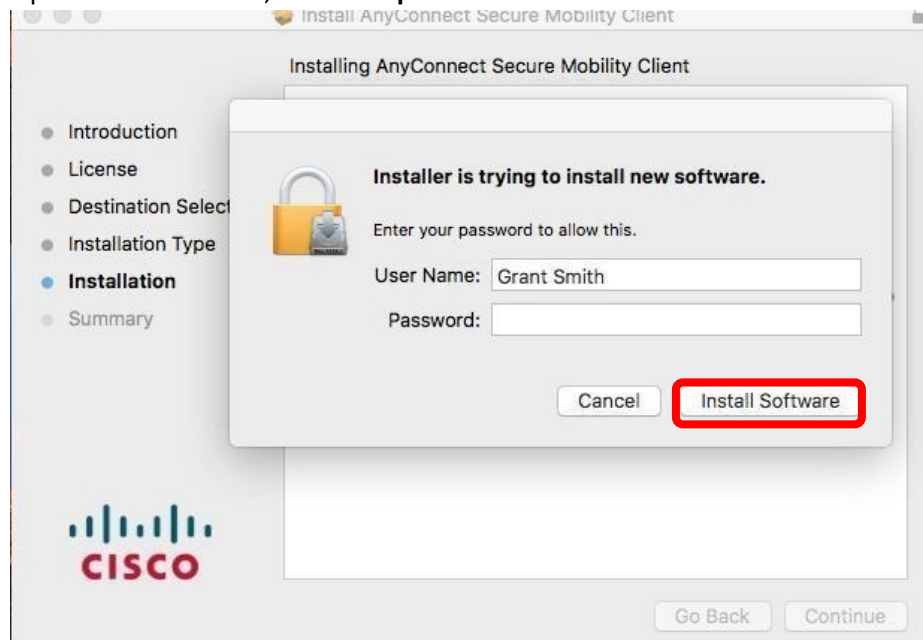 Install AnyConnect Secure Mobility Client
Installing AnyConnect Secure Mobility Client
Introduction
License
Destination Select
Installation Type
Installation
Summary
Installer is trying to install new software.
Enter your password to allow this.
User Name: Grant Smith
Password:
Cancel Install Software
CISCO
Go Back Continue